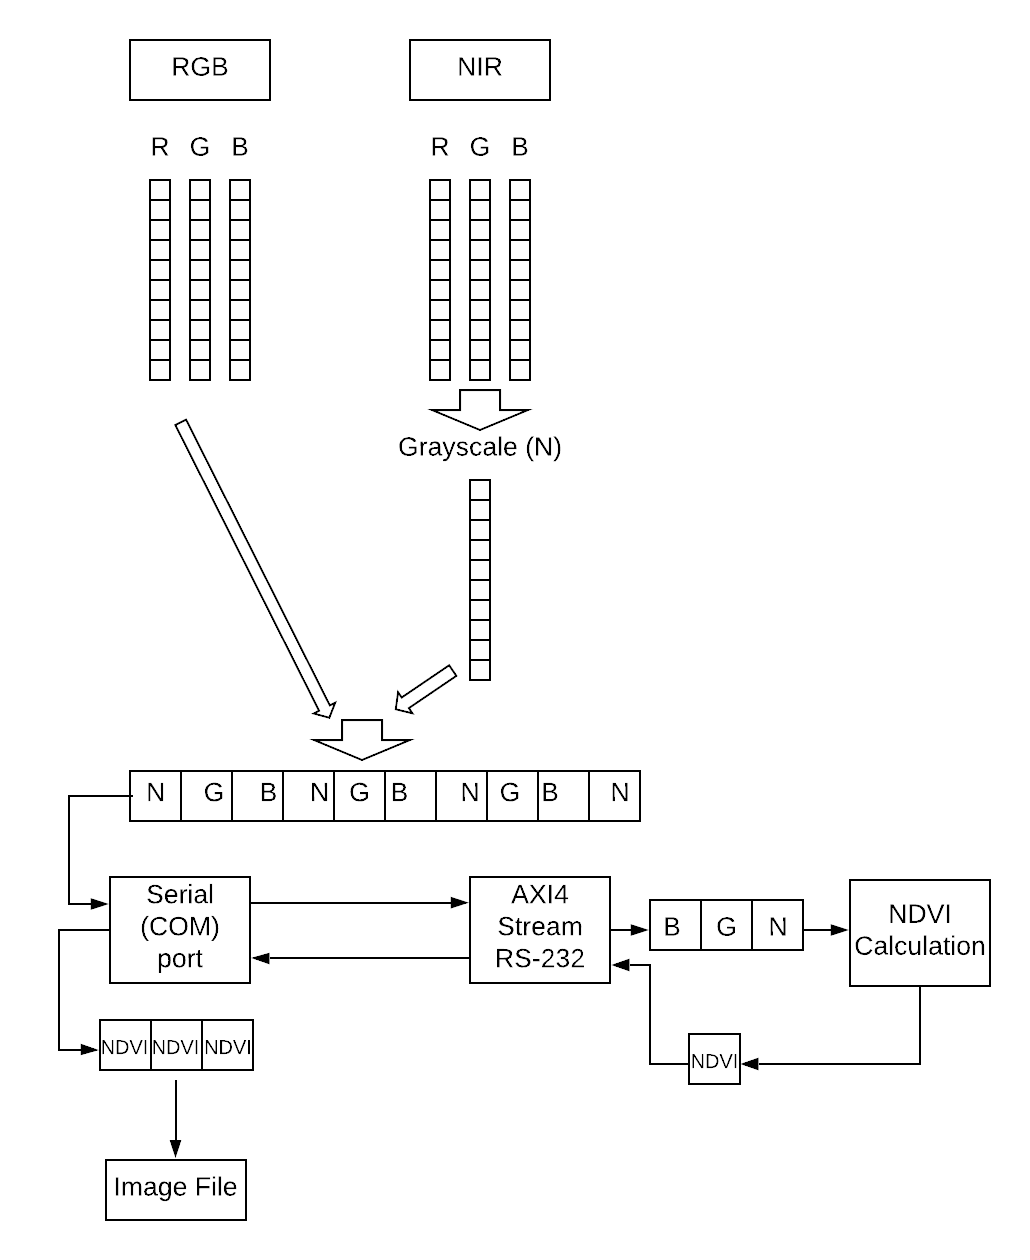 RGB NIR
R G B R G B
Grayscale (N)
N G B N G B N G B N
Serial
(COM)
port
AXI4
Stream
RS-232
B G N
NDVI
Calculation
NDVI NDVI NDVI
NDVI
Image File